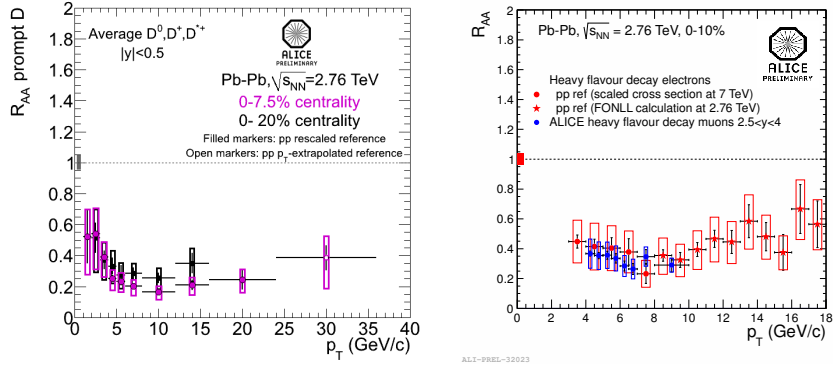 R_AA prompt D
2
1.8
1.6
1.4
1.2
1
0.8
0.6
0.4
0.2
0
Average D⁰,D⁺,D*⁺
|y|<0.5
ALICE
PRELIMINARY
Pb-Pb, √s_NN=2.76 TeV
0-7.5% centrality
0- 20% centrality
Filled markers: pp rescaled reference
Open markers: pp p_T-extrapolated reference
0 5 10 15 20 25 30 35 40
p_T (GeV/c)
R_AA
2
1.8
1.6
1.4
1.2
1
0.8
0.6
0.4
0.2
0
Pb-Pb, √s_NN = 2.76 TeV, 0-10%
ALICE
PRELIMINARY
Heavy flavour decay electrons
pp ref (scaled cross section at 7 TeV)
pp ref (FONLL calculation at 2.76 TeV)
ALICE heavy flavour decay muons 2.5<y<4
0 2 4 6 8 10 12 14 16 18
p_T (GeV/c)
ALI-PREL-32023